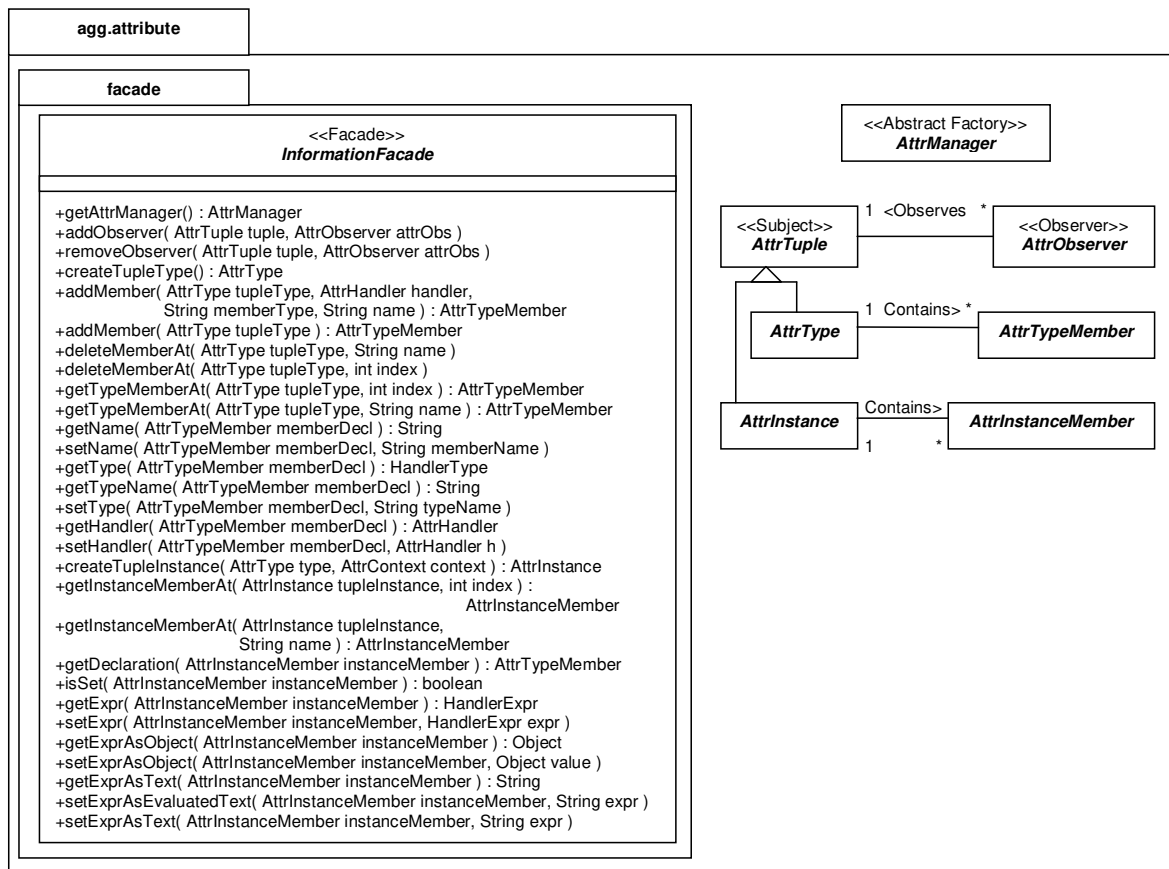 agg.attribute
facade
<<Facade>>
InformationFacade
+getAttrManager() : AttrManager
+addObserver( AttrTuple tuple, AttrObserver attrObs )
+removeObserver( AttrTuple tuple, AttrObserver attrObs )
+createTupleType() : AttrType
+addMember( AttrType tupleType, AttrHandler handler,
String memberType, String name ) : AttrTypeMember
+addMember( AttrType tupleType ) : AttrTypeMember
+deleteMemberAt( AttrType tupleType, String name )
+deleteMemberAt( AttrType tupleType, int index )
+getTypeMemberAt( AttrType tupleType, int index ) : AttrTypeMember
+getTypeMemberAt( AttrType tupleType, String name ) : AttrTypeMember
+getName( AttrTypeMember memberDecl ) : String
+setName( AttrTypeMember memberDecl, String memberName )
+getType( AttrTypeMember memberDecl ) : HandlerType
+getTypeName( AttrTypeMember memberDecl ) : String
+setType( AttrTypeMember memberDecl, String typeName )
+getHandler( AttrTypeMember memberDecl ) : AttrHandler
+setHandler( AttrTypeMember memberDecl, AttrHandler h )
+createTupleInstance( AttrType type, AttrContext context ) : AttrInstance
+getInstanceMemberAt( AttrInstance tupleInstance, int index ) :
AttrInstanceMember
+getInstanceMemberAt( AttrInstance tupleInstance,
String name ) : AttrInstanceMember
+getDeclaration( AttrInstanceMember instanceMember ) : AttrTypeMember
+isSet( AttrInstanceMember instanceMember ) : boolean
+getExpr( AttrInstanceMember instanceMember ) : HandlerExpr
+setExpr( AttrInstanceMember instanceMember, HandlerExpr expr )
+getExprAsObject( AttrInstanceMember instanceMember ) : Object
+setExprAsObject( AttrInstanceMember instanceMember, Object value )
+getExprAsText( AttrInstanceMember instanceMember ) : String
+setExprAsEvaluatedText( AttrInstanceMember instanceMember, String expr )
+setExprAsText( AttrInstanceMember instanceMember, String expr )
<<Abstract Factory>>
AttrManager
<<Subject>>
AttrTuple
1 <Observes *
<<Observer>>
AttrObserver
AttrType
1 Contains> *
AttrTypeMember
AttrInstance
Contains>
1 *
AttrInstanceMember